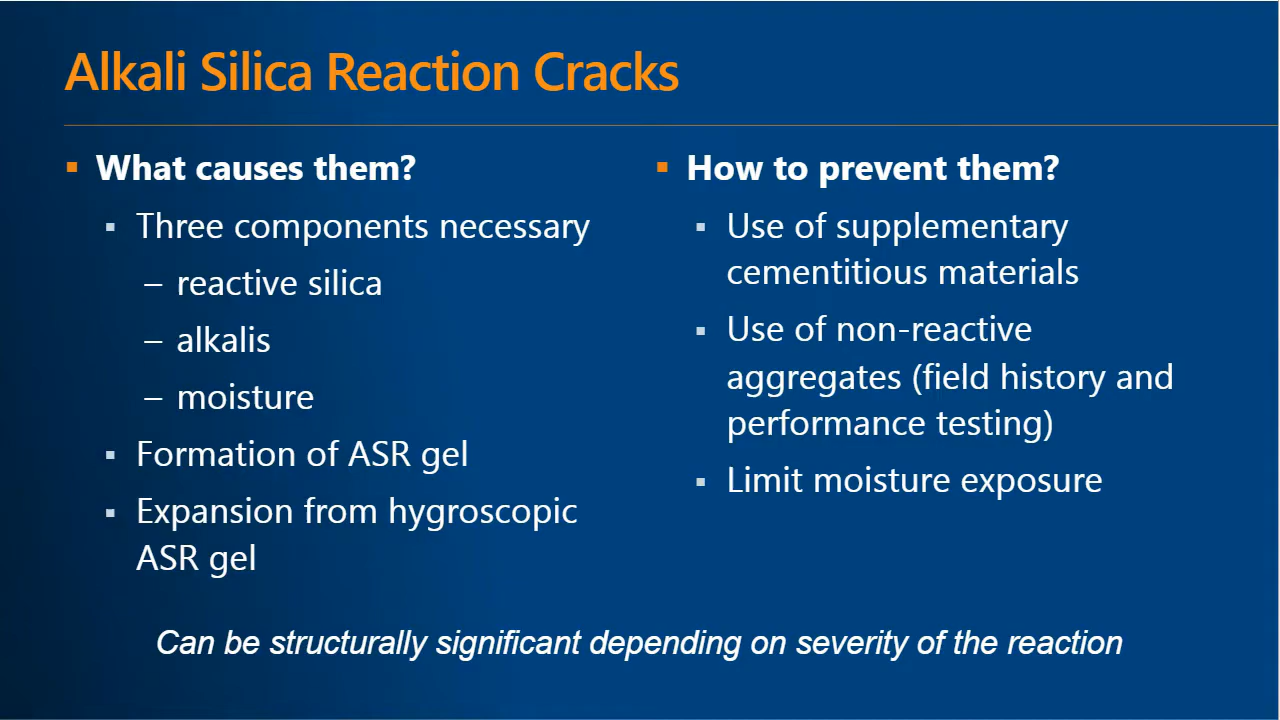 Alkali Silica Reaction Cracks
▪ What causes them?
▪ Three components necessary
– reactive silica
– alkalis
– moisture
▪ Formation of ASR gel
▪ Expansion from hygroscopic
ASR gel
▪ How to prevent them?
▪ Use of supplementary
cementitious materials
▪ Use of non-reactive
aggregates (field history and
performance testing)
▪ Limit moisture exposure
Can be structurally significant depending on severity of the reaction